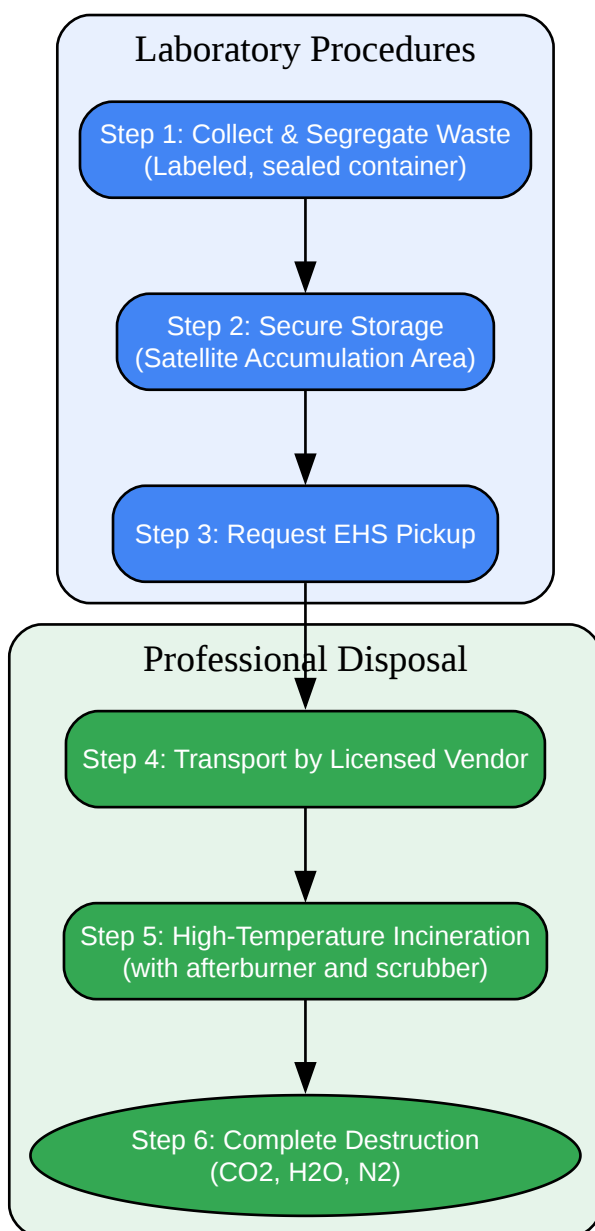 Laboratory Procedures
Step 1: Collect & Segregate Waste
(Labeled, sealed container)
Step 2: Secure Storage
(Satellite Accumulation Area)
Step 3: Request EHS Pickup
Professional Disposal
Step 4: Transport by Licensed Vendor
Step 5: High-Temperature Incineration
(with afterburner and scrubber)
Step 6: Complete Destruction
(CO2, H2O, N2)